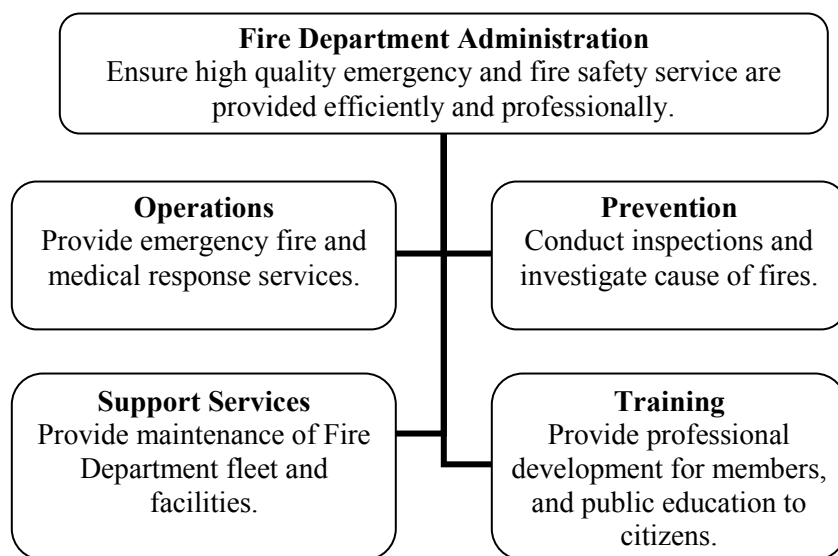 Fire Department Administration
Ensure high quality emergency and fire safety service are
provided efficiently and professionally.
Operations
Provide emergency fire and
medical response services.
Prevention
Conduct inspections and
investigate cause of fires.
Support Services
Provide maintenance of Fire
Department fleet and
facilities.
Training
Provide professional
development for members,
and public education to
citizens.